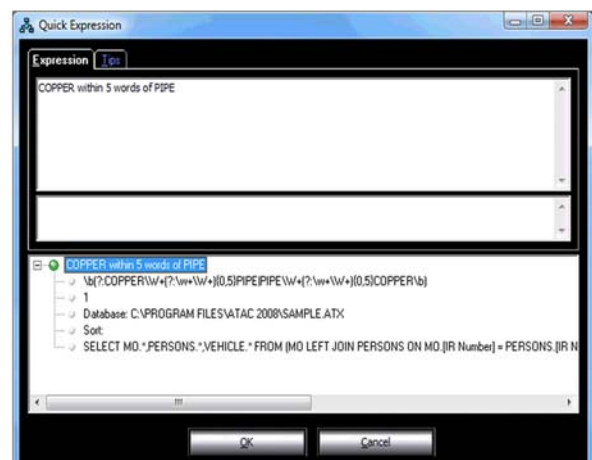 Quick Expression
Expression Tips
COPPER within 5 words of PIPE
COPPER within 5 words of PIPE
\b(?:COPPER\W+(?:\w+\W+){0,5}PIPE|PIPE\W+(?:\w+\W+){0,5}COPPER\b)
1
Database: C:\PROGRAM FILES\ATAC 2008\SAMPLE.ATX
Sort:
SELECT MO.*,PERSONS.*,VEHICLE.* FROM (MO LEFT JOIN PERSONS ON MO.[IR Number] = PERSONS.[IR N
OK Cancel